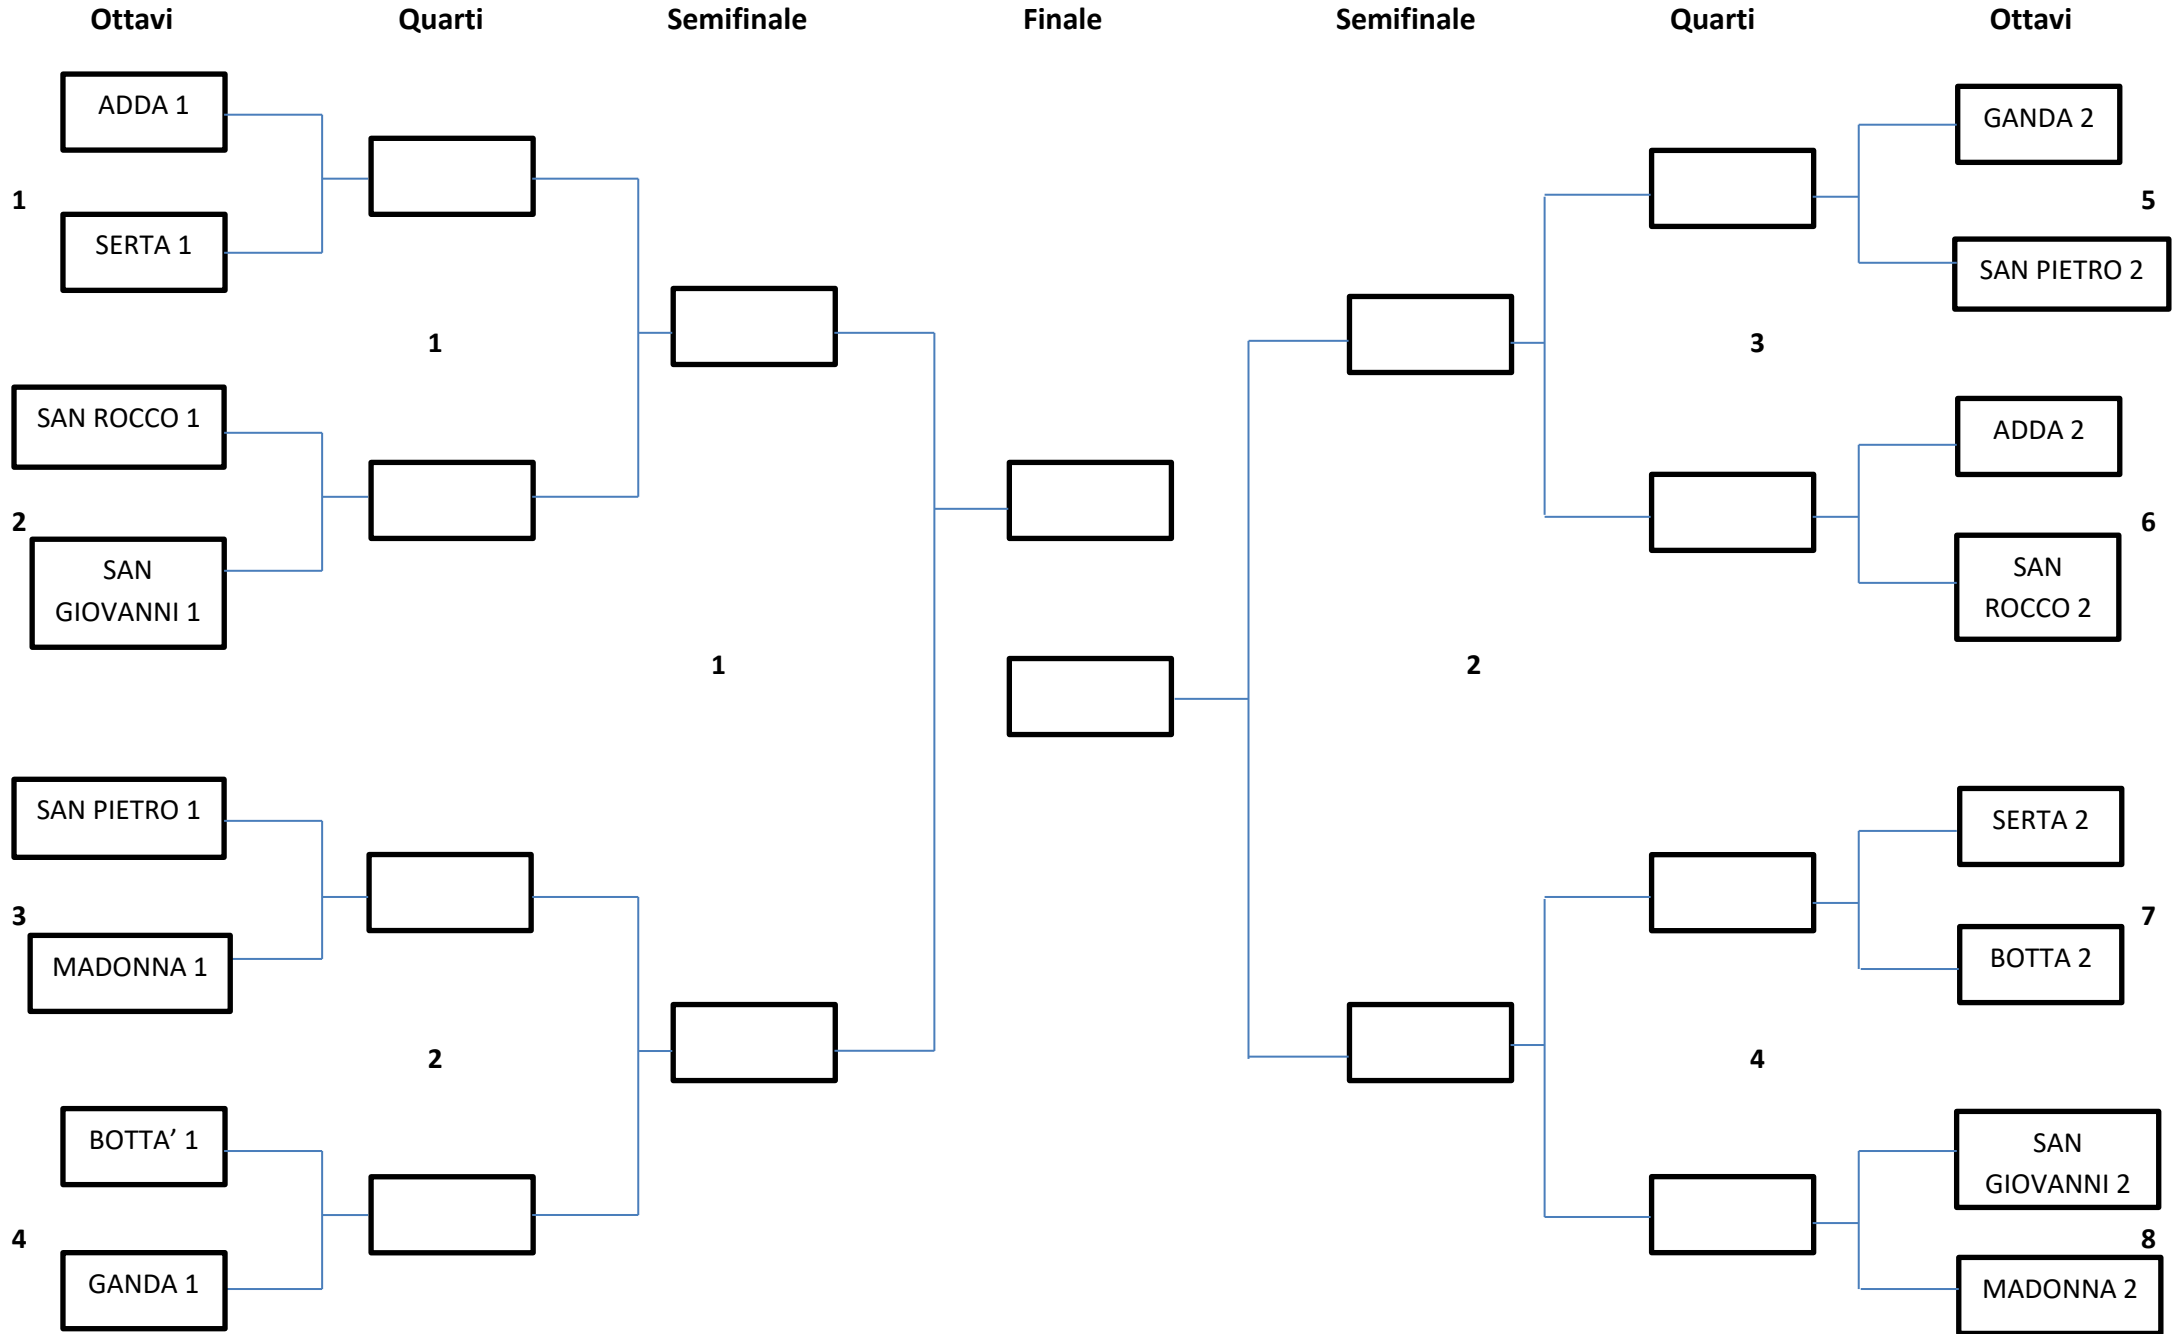 Ottavi Quarti Semifinale Finale Semifinale Quarti Ottavi
ADDA 1
GANDA 2
1
5
SERTA 1
SAN PIETRO 2
1
3
SAN ROCCO 1
ADDA 2
2
6
SAN
GIOVANNI 1
SAN
ROCCO 2
1
2
SAN PIETRO 1
SERTA 2
3
7
MADONNA 1
BOTTA 2
2
4
BOTTA’ 1
SAN
GIOVANNI 2
4
8
GANDA 1
MADONNA 2